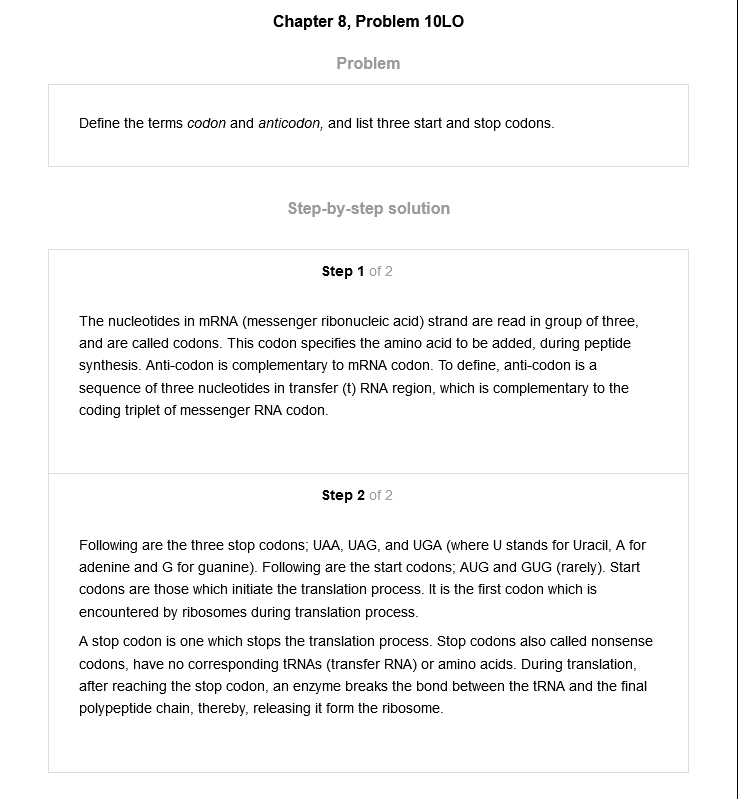 Chapter 8, Problem 10LO
Problem
Define the terms codon and anticodon, and list three start and stop codons.
Step-by-step solution
Step 1 of 2
The nucleotides in mRNA (messenger ribonucleic acid) strand are read in group of three,
and are called codons. This codon specifies the amino acid to be added, during peptide
synthesis. Anti-codon is complementary to mRNA codon. To define, anti-codon is a
sequence of three nucleotides in transfer (t) RNA region, which is complementary to the
coding triplet of messenger RNA codon.
Step 2 of 2
Following are the three stop codons; UAA, UAG, and UGA (where U stands for Uracil, A for
adenine and G for guanine). Following are the start codons; AUG and GUG (rarely). Start
codons are those which initiate the translation process. It is the first codon which is
encountered by ribosomes during translation process.
A stop codon is one which stops the translation process. Stop codons also called nonsense
codons, have no corresponding tRNAs (transfer RNA) or amino acids. During translation,
after reaching the stop codon, an enzyme breaks the bond between the tRNA and the final
polypeptide chain, thereby, releasing it form the ribosome.